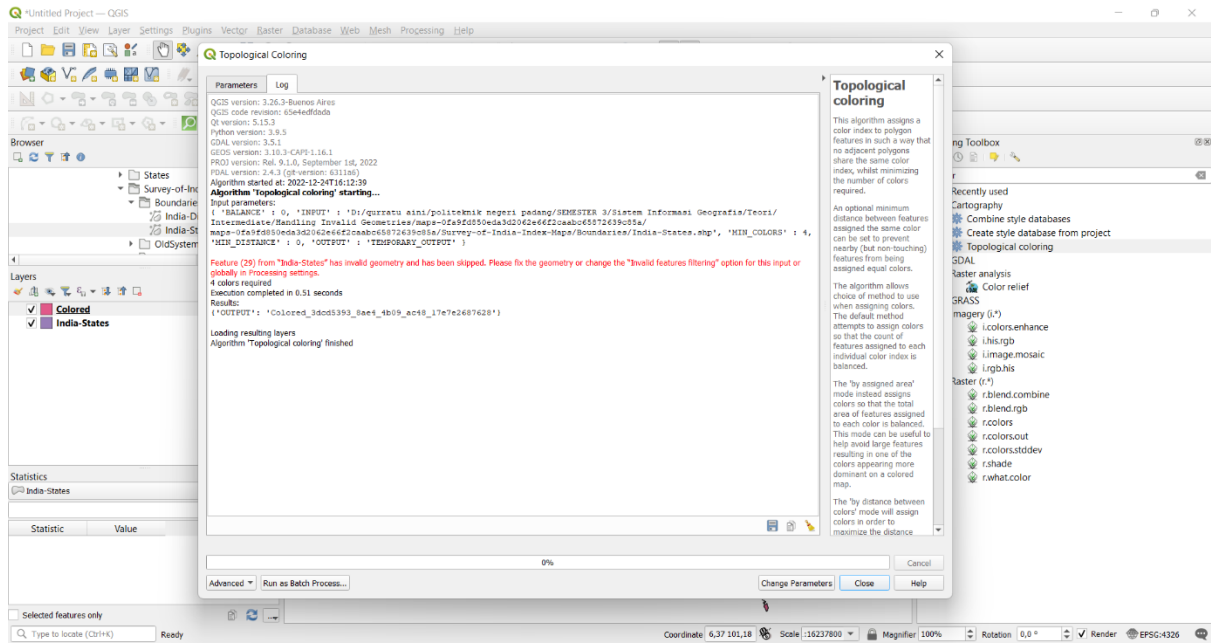 *Untitled Project — QGIS
Project Edit View Layer Settings Plugins Vector Raster Database Web Mesh Processing Help
Topological Coloring
Parameters Log
QGIS version: 3.26.3-Buenos Aires
QGIS code revision: 65e4edfdada
Qt version: 5.15.3
Python version: 3.9.5
GDAL version: 3.5.1
GEOS version: 3.10.3-CAPI-1.16.1
PROJ version: Rel. 9.1.0, September 1st, 2022
PDAL version: 2.4.3 (git-version: 6311a6)
Algorithm started at: 2022-12-24T16:12:39
Algorithm 'Topological coloring' starting…
Input parameters:
{ 'BALANCE' : 0, 'INPUT' : 'D:/qurratu aini/politeknik negeri padang/SEMESTER 3/Sistem Informasi Geografis/Teori/
Intermediate/Handling Invalid Geometries/maps-0fa9fd850eda3d2062e66f2caabc65872639c85a/
maps-0fa9fd850eda3d2062e66f2caabc65872639c85a/Survey-of-India-Index-Maps/Boundaries/India-States.shp', 'MIN_COLORS' : 4,
'MIN_DISTANCE' : 0, 'OUTPUT' : 'TEMPORARY_OUTPUT' }
Feature (29) from "India-States" has invalid geometry and has been skipped. Please fix the geometry or change the "Invalid features filtering" option for this input or
globally in Processing settings.
4 colors required
Execution completed in 0.51 seconds
Results:
{'OUTPUT': 'Colored_3dcd5393_8ae4_4b09_ac48_17e7e2687628'}
Loading resulting layers
Algorithm 'Topological coloring' finished
Topological
coloring
This algorithm assigns a
color index to polygon
features in such a way that
no adjacent polygons
share the same color
index, whilst minimizing
the number of colors
required.
An optional minimum
distance between features
assigned the same color
can be set to prevent
nearby (but non-touching)
features from being
assigned equal colors.
The algorithm allows
choice of method to use
when assigning colors.
The default method
attempts to assign colors
so that the count of
features assigned to each
individual color index is
balanced.
The 'by assigned area'
mode instead assigns
colors so that the total
area of features assigned
to each color is balanced.
This mode can be useful to
help avoid large features
resulting in one of the
colors appearing more
dominant on a colored
map.
The 'by distance between
colors' mode will assign
colors in order to
maximize the distance
0%
Cancel
Advanced Run as Batch Process…
Change Parameters Close Help
Browser
States
Survey-of-Ind
Boundarie
India-Di
India-St
OldSystem
Layers
Colored
India-States
Statistics
India-States
Statistic Value
Selected features only
ng Toolbox
r
Recently used
Cartography
Combine style databases
Create style database from project
Topological coloring
GDAL
Raster analysis
Color relief
GRASS
Imagery (i.*)
i.colors.enhance
i.his.rgb
i.image.mosaic
i.rgb.his
Raster (r.*)
r.blend.combine
r.blend.rgb
r.colors
r.colors.out
r.colors.stddev
r.shade
r.what.color
Type to locate (Ctrl+K) Ready Coordinate 6,37 101,18 Scale :16237800 Magnifier 100% Rotation 0,0 ° Render EPSG:4326